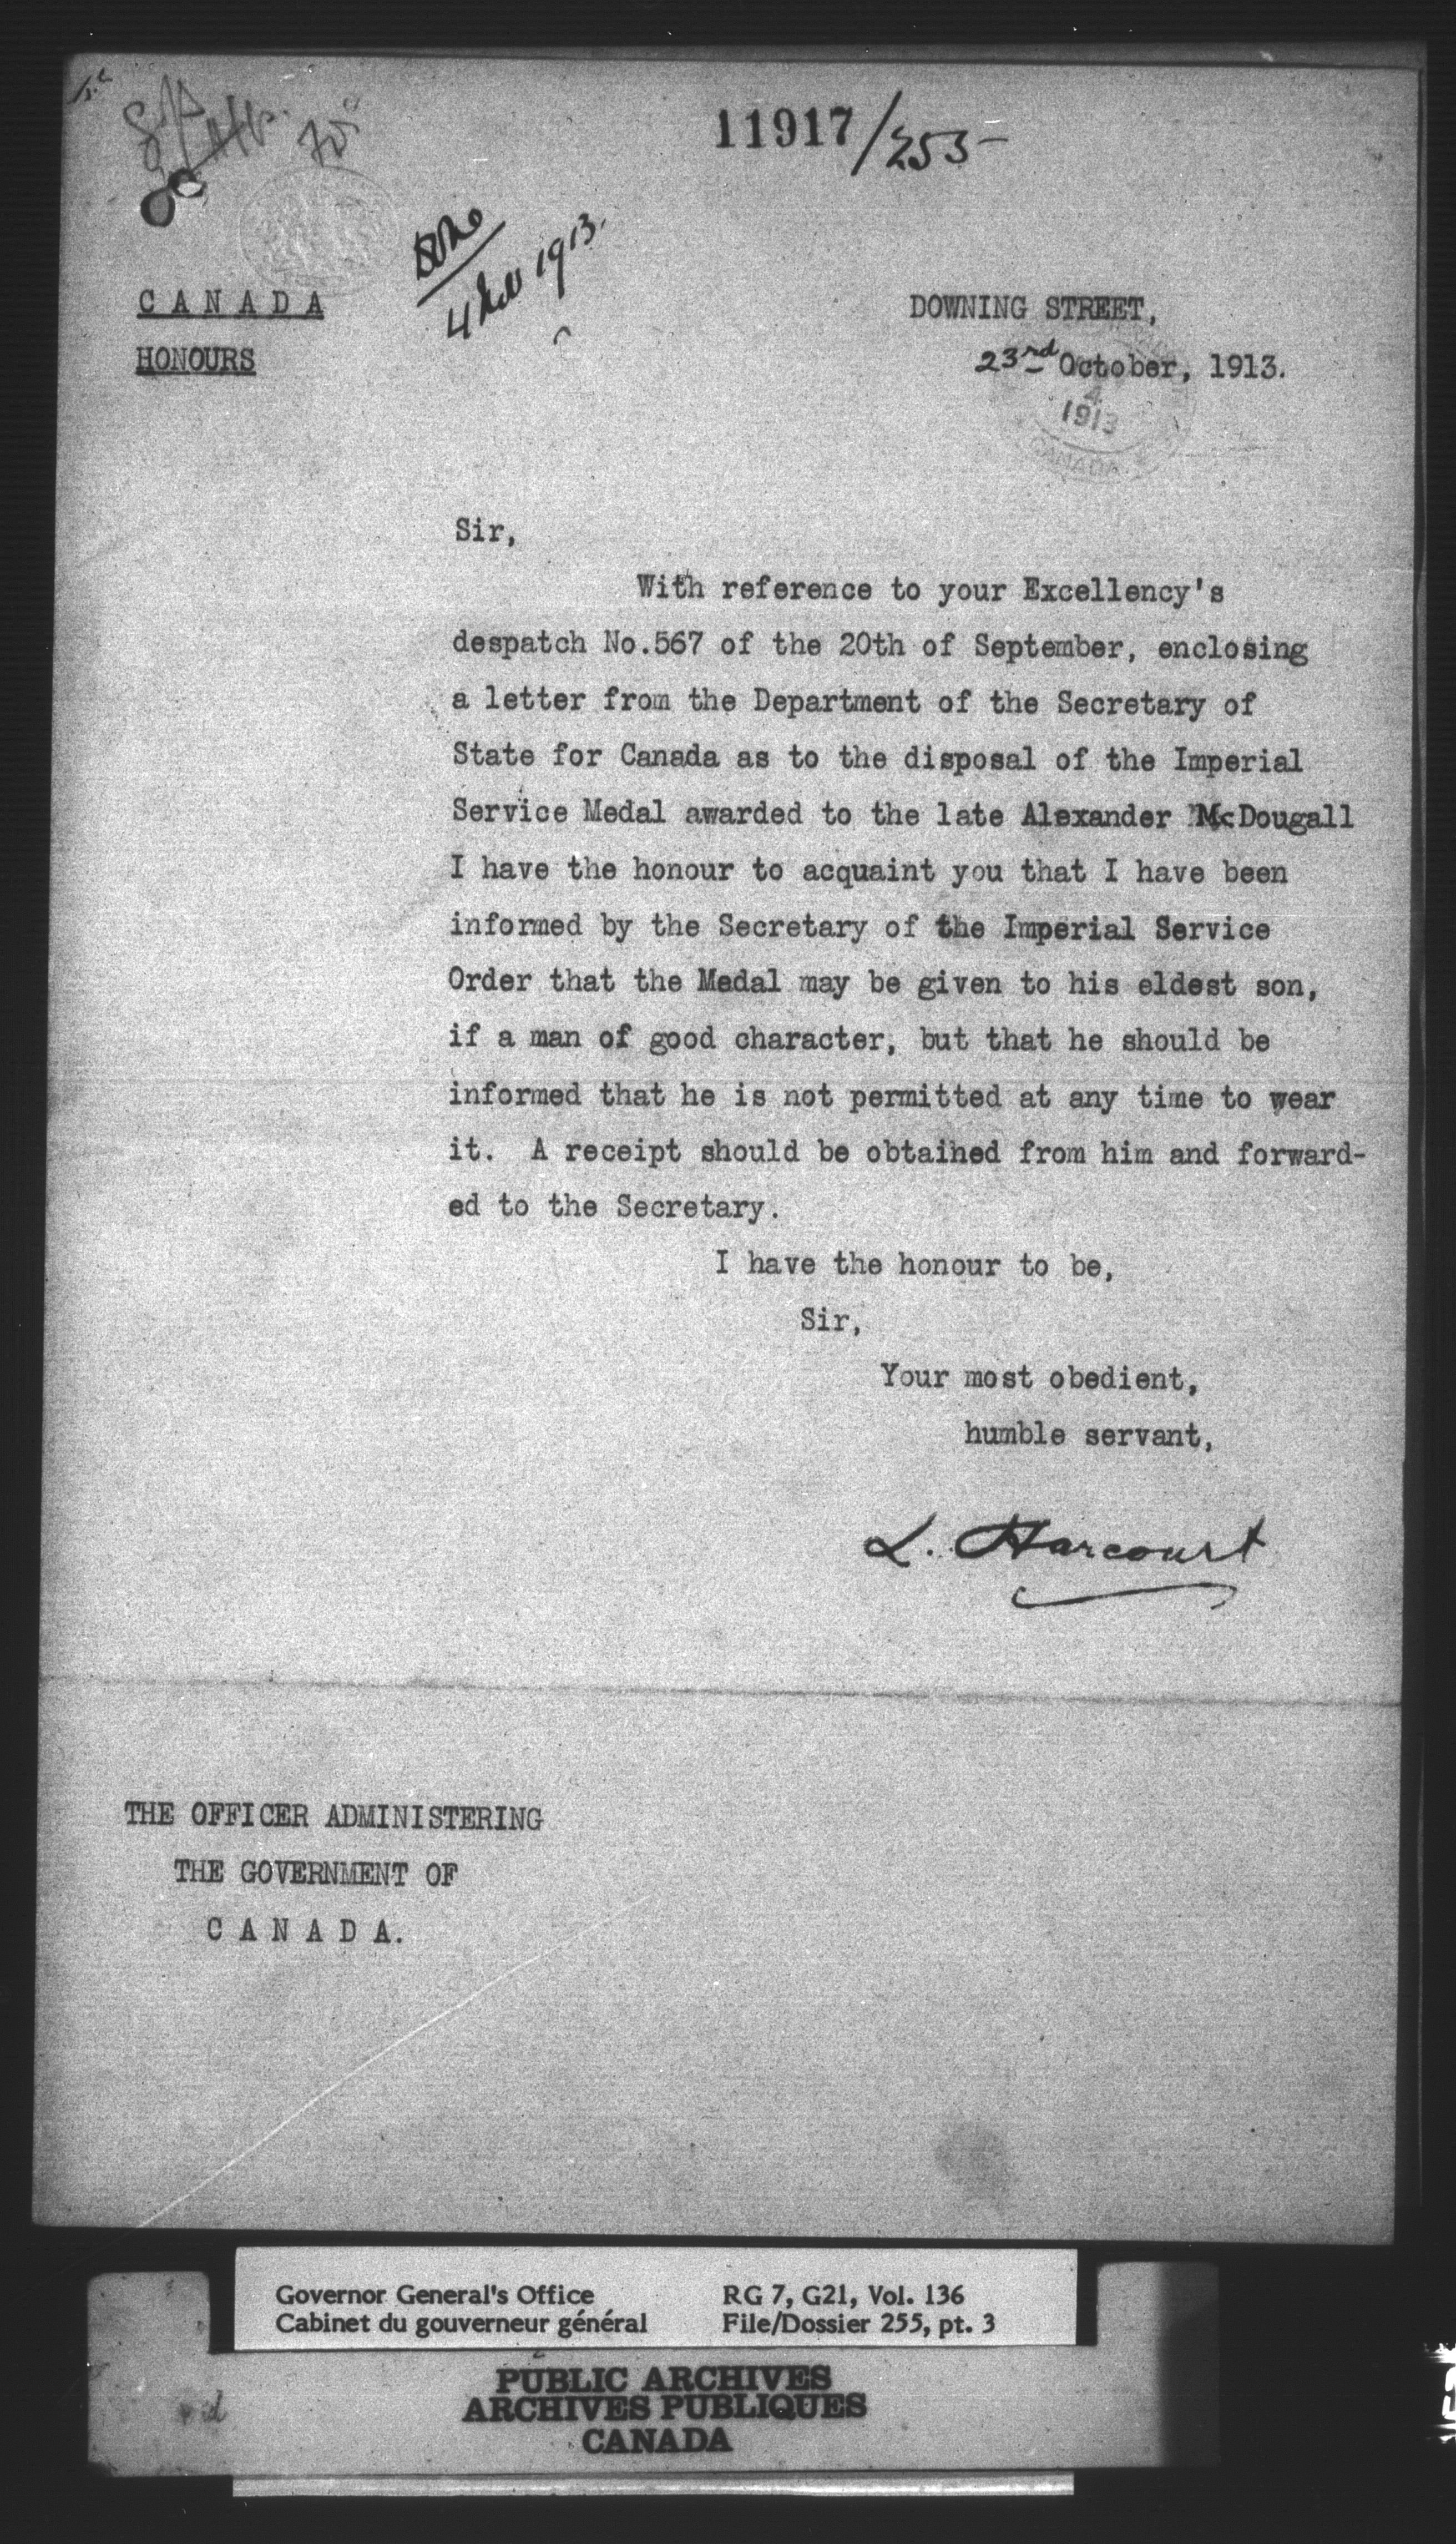 11917/255-
4 Nov 1913.
CANADA
HONOURS
DOWNING STREET,
23rd October, 1913.
4
1913
CANADA
Sir,
With reference to your Excellency's
despatch No.567 of the 20th of September, enclosing
a letter from the Department of the Secretary of
State for Canada as to the disposal of the Imperial
Service Medal awarded to the late Alexander McDougall
I have the honour to acquaint you that I have been
informed by the Secretary of the Imperial Service
Order that the Medal may be given to his eldest son,
if a man of good character, but that he should be
informed that he is not permitted at any time to wear
it. A receipt should be obtained from him and forward-
ed to the Secretary.
I have the honour to be,
Sir,
Your most obedient,
humble servant,
L. Harcourt
THE OFFICER ADMINISTERING
THE GOVERNMENT OF
CANADA.
Governor General's Office RG 7, G21, Vol. 136
Cabinet du gouverneur général File/Dossier 255, pt. 3
PUBLIC ARCHIVES
ARCHIVES PUBLIQUES
CANADA